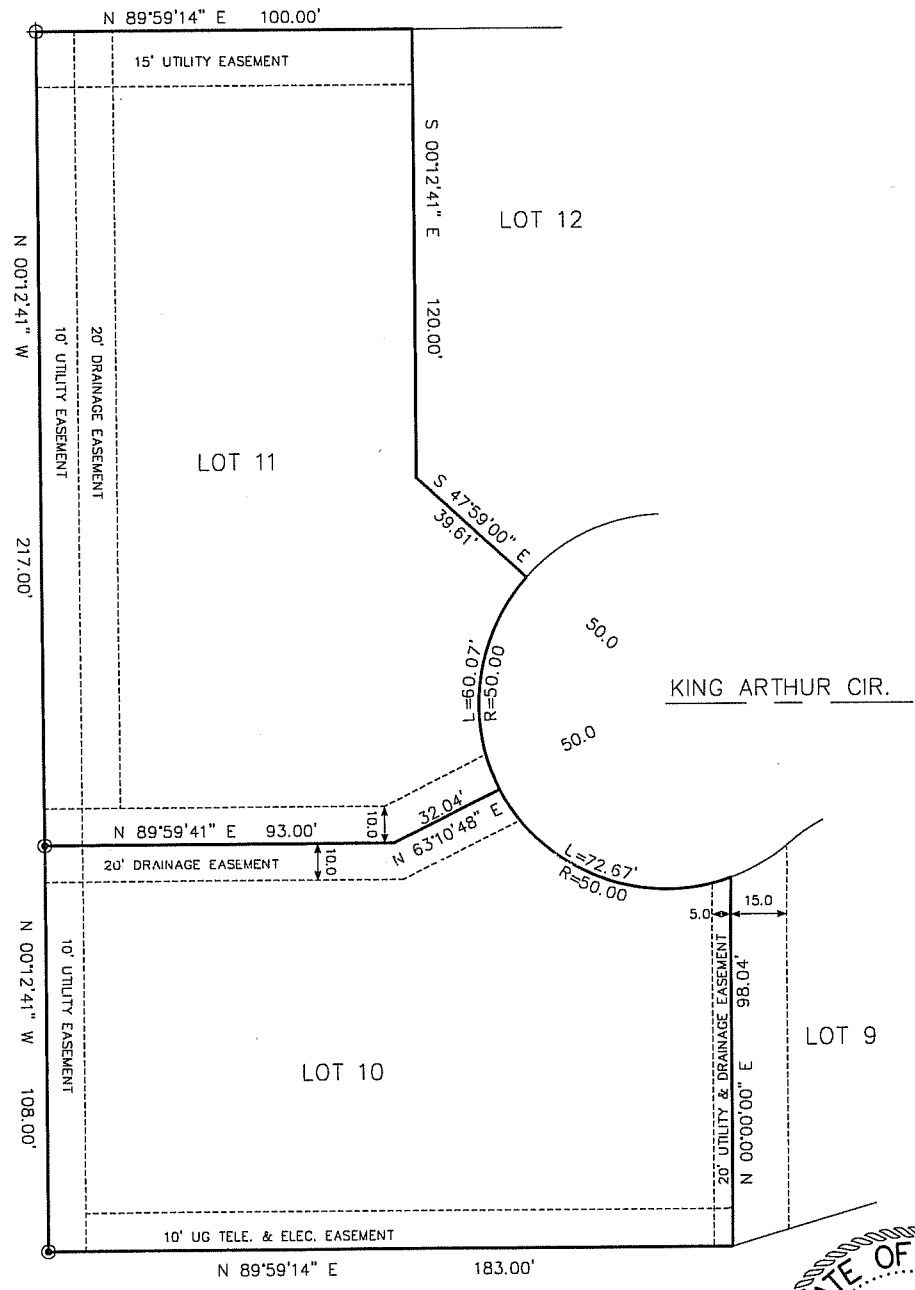 N 89°59'14" E 100.00'
15' UTILITY EASEMENT
S 00°12'41" E 120.00'
LOT 12
N 00°12'41" W 217.00'
10' UTILITY EASEMENT
20' DRAINAGE EASEMENT
LOT 11
S 47°59'00" E
39.61'
50.0
L=60.07'
R=50.00
KING ARTHUR CIR.
50.0
32.04'
N 63°10'48" E
10.0
N 89°59'41" E 93.00'
10.0
20' DRAINAGE EASEMENT
L=72.67'
R=50.00
5.0
15.0
N 00°12'41" W 108.00'
10' UTILITY EASEMENT
20' UTILITY & DRAINAGE EASEMENT
N 00°00'00" E 98.04'
LOT 9
LOT 10
10' UG TELE. & ELEC. EASEMENT
N 89°59'14" E 183.00'
ATE OF